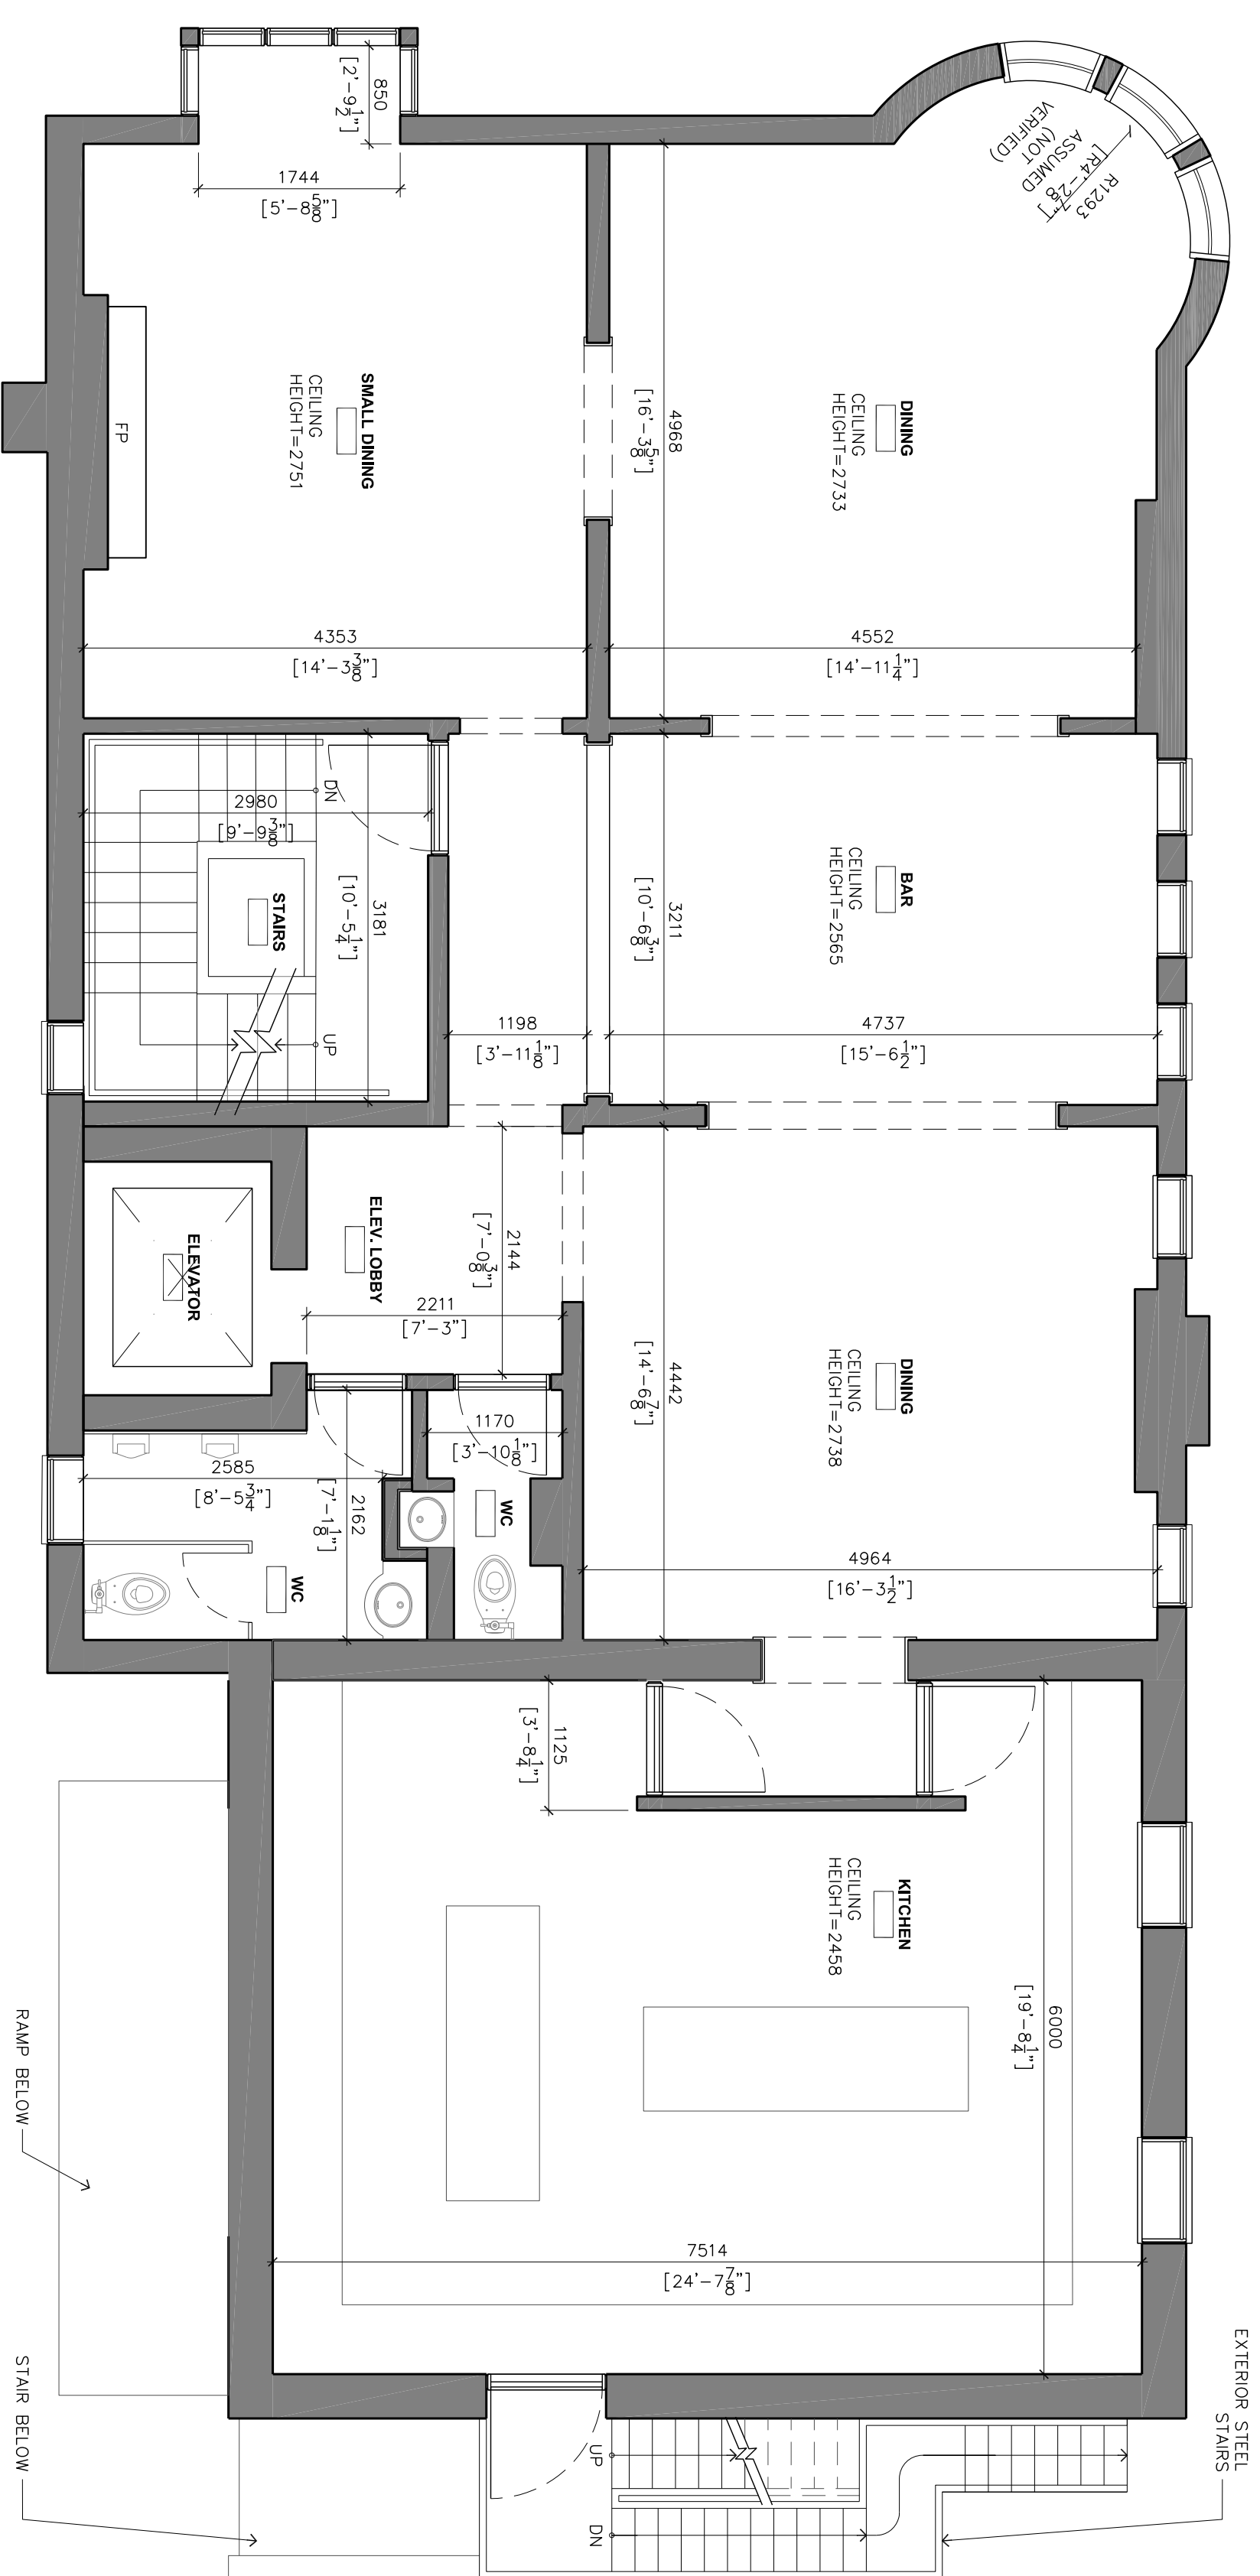 850
[2'-9 1/2"]
1744
[5'-8 5/8"]
R1293
[R4'-2 7/8"]
ASSUMED
(NOT
VERIFIED)
DINING
CEILING
HEIGHT=2733
4968
[16'-3 5/8"]
SMALL DINING
CEILING
HEIGHT=2751
FP
4353
[14'-3 3/8"]
4552
[14'-11 1/4"]
BAR
CEILING
HEIGHT=2565
3211
[10'-6 3/8"]
4737
[15'-6 1/2"]
1198
[3'-11 1/8"]
DN
2980
[9'-9 3/8"]
STAIRS
3181
[10'-5 1/4"]
UP
ELEV. LOBBY
2144
[7'-0 3/8"]
2211
[7'-3"]
ELEVATOR
DINING
CEILING
HEIGHT=2738
4442
[14'-6 7/8"]
4964
[16'-3 1/2"]
1170
[3'-10 1/8"]
WC
2585
[8'-5 3/4"]
2162
[7'-1 1/8"]
WC
1125
[3'-8 1/4"]
KITCHEN
CEILING
HEIGHT=2458
6000
[19'-8 1/4"]
7514
[24'-7 7/8"]
RAMP BELOW
STAIR BELOW
UP
DN
EXTERIOR STEEL
STAIRS